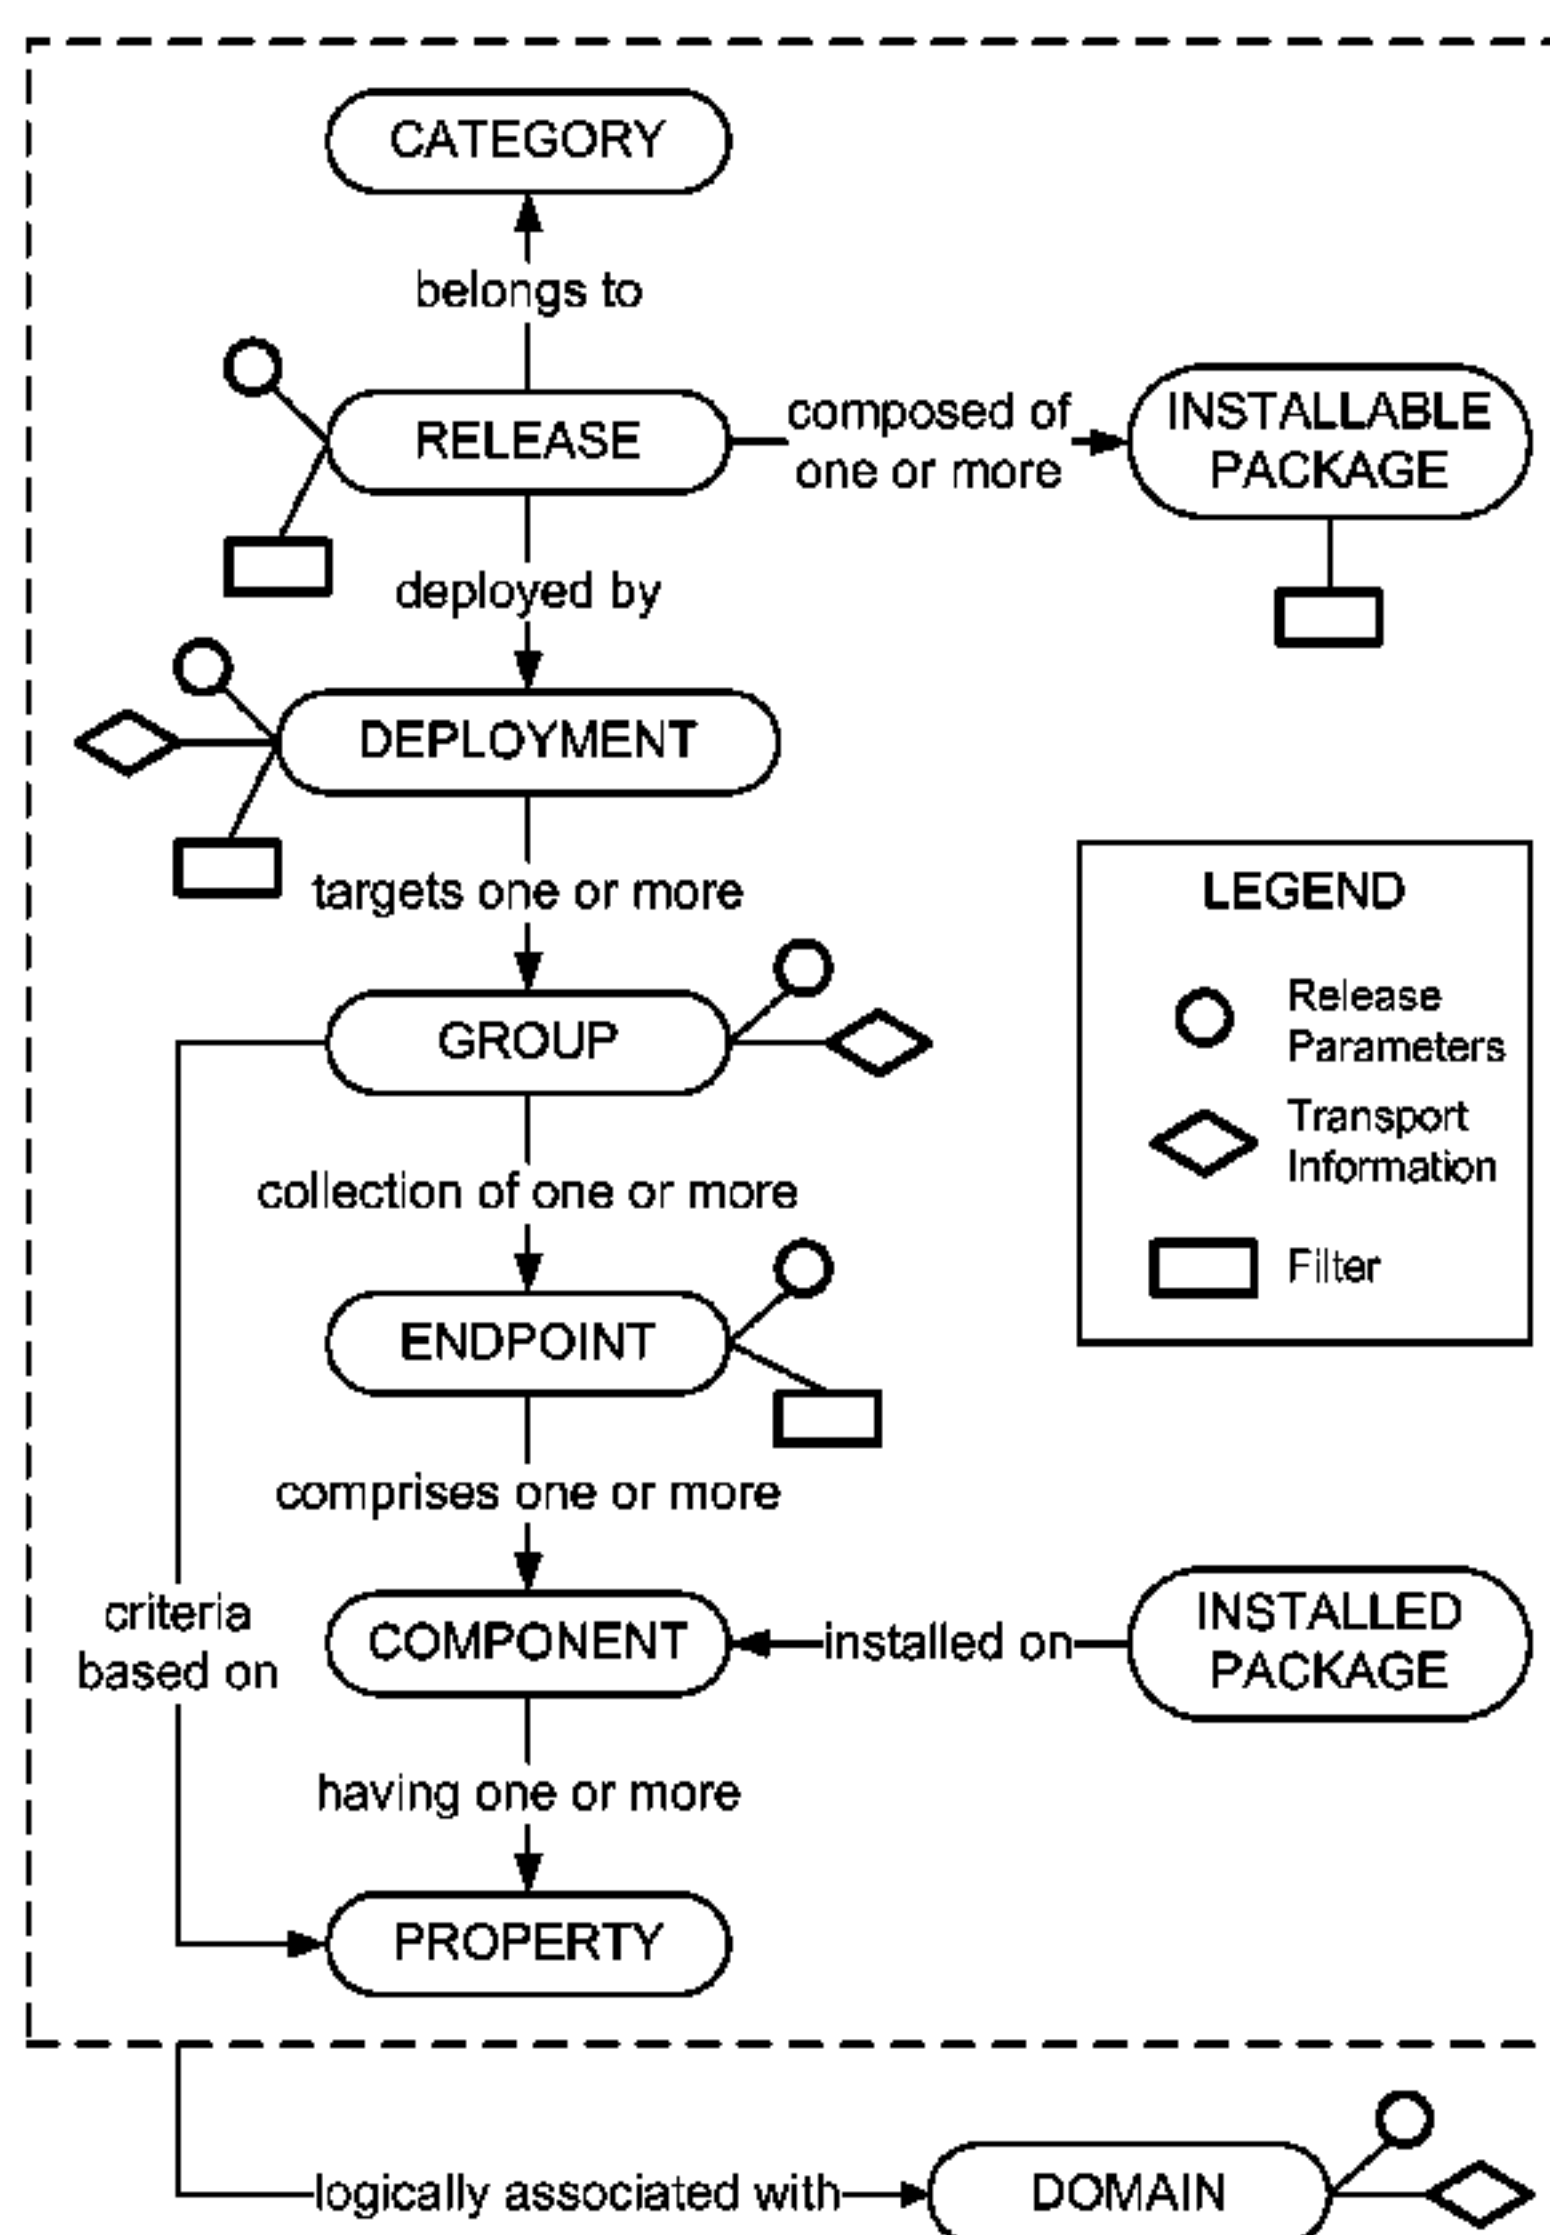 CATEGORY
belongs to
RELEASE
composed of
one or more
INSTALLABLE
PACKAGE
deployed by
DEPLOYMENT
targets one or more
GROUP
collection of one or more
ENDPOINT
comprises one or more
COMPONENT
installed on
INSTALLED
PACKAGE
criteria
based on
having one or more
PROPERTY
logically associated with
DOMAIN
LEGEND
Release
Parameters
Transport
Information
Filter